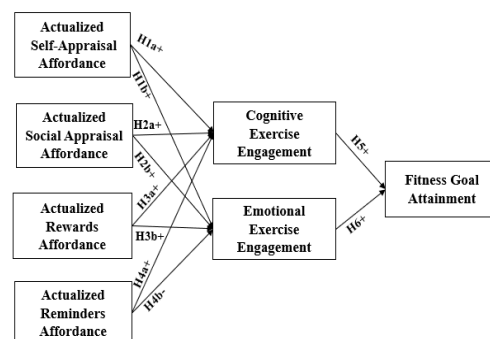 Actualized
Self-Appraisal
Affordance
H1a+
H1b+
Actualized
Social Appraisal
Affordance
H2a+
H2b+
Actualized
Rewards
Affordance
H3a+
H3b+
Actualized
Reminders
Affordance
H4a+
H4b-
Cognitive
Exercise
Engagement
Emotional
Exercise
Engagement
H5+
H6+
Fitness Goal
Attainment